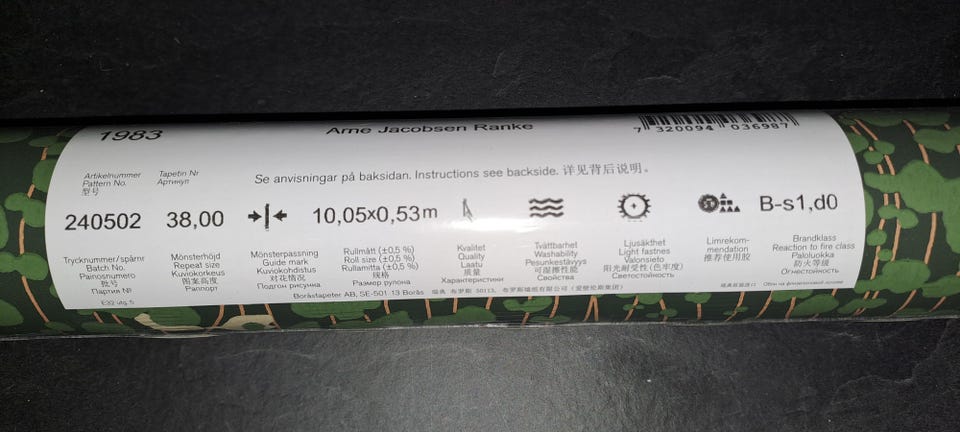 1983
Arne Jacobsen Ranke
7 320094 036987
Artikelnummer
Pattern No.
型号
Tapetin Nr
Артикул
Se anvisningar på baksidan. Instructions see backside. 详见背后说明。
240502
38,00
10,05x0,53m
B-s1,d0
Trycknummer/spårnr
Batch No.
Painosnumero
批号
Партия №
Mönsterhöjd
Repeat size
Kuviokorkeus
图案高度
Раппорт
Mönsterpassning
Guide mark
Kuviokohdistus
对花情况
Подгон рисунка
Rullmått (±0,5 %)
Roll size (±0,5 %)
Rullamitta (±0,5 %)
规格
Размер рулона
Kvalitet
Quality
Laatu
质量
Характеристики
Tvättbarhet
Washability
Pesunkestävyys
可湿擦性能
Свойства
Ljusäkthet
Light fastnes
Valonsieto
阳光耐受性(色牢度)
Светостойкость
Limrekom-
mendation
推荐使用胶
Brandklass
Reaction to fire class
Paloluokka
防火等级
Огнестойкость
E32 utg.5
Boråstapeter AB, SE-501 13 Borås